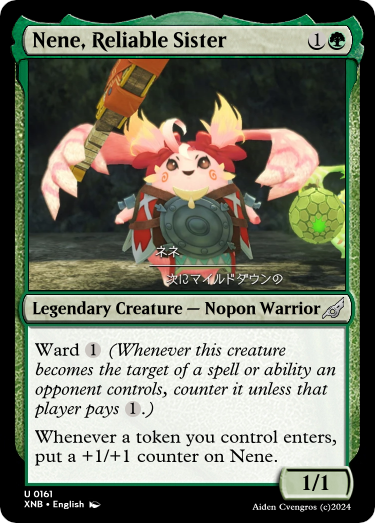 Nene, Reliable Sister 1
ネネ
次にマイルドダウンの
Legendary Creature — Nopon Warrior
Ward 1 (Whenever this creature
becomes the target of a spell or ability an
opponent controls, counter it unless that
player pays 1.)
Whenever a token you control enters,
put a +1/+1 counter on Nene.
1/1
U 0161
XNB • English
Aiden Cvengros (c)2024